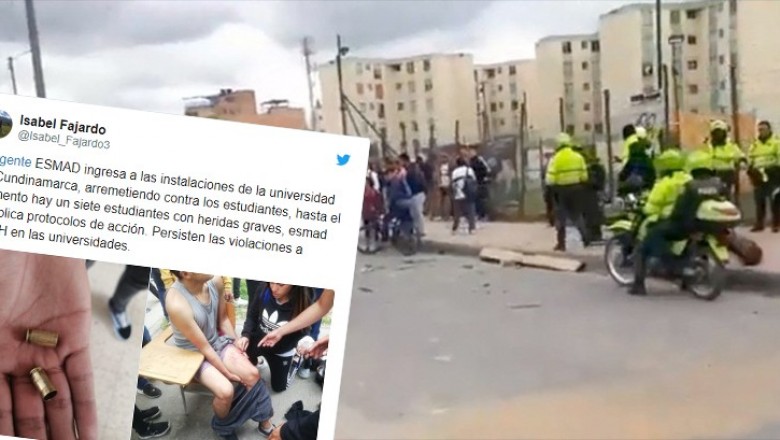 Isabel Fajardo
@Isabel_Fajardo3
gente ESMAD ingresa a las instalaciones de la universidad
Cundinamarca, arremetiendo contra los estudiantes, hasta el
mento hay un siete estudiantes con heridas graves, esmad
plica protocolos de acción. Persisten las violaciones a
H en las universidades.